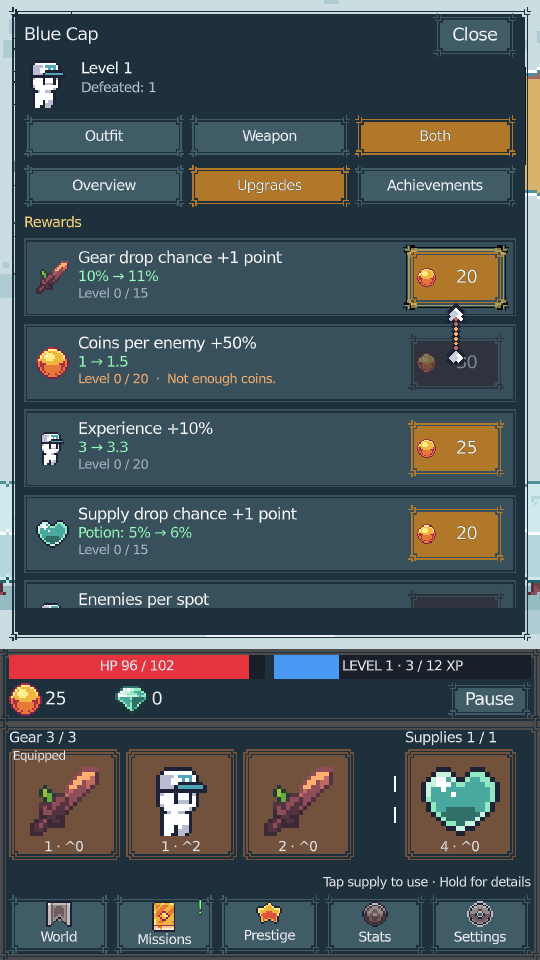 Blue Cap
Close
Level 1
Defeated: 1
Outfit
Weapon
Both
Overview
Upgrades
Achievements
Rewards
Gear drop chance +1 point
10% → 11%
Level 0 / 15
20
Coins per enemy +50%
1 → 1.5
Level 0 / 20 · Not enough coins.
Experience +10%
3 → 3.3
Level 0 / 20
25
Supply drop chance +1 point
Potion: 5% → 6%
Level 0 / 15
20
Enemies per spot
HP 96 / 102
LEVEL 1 · 3 / 12 XP
25
0
Pause
Gear 3 / 3
Supplies 1 / 1
Equipped
1 · ^0
1 · ^2
2 · ^0
4 · ^0
Tap supply to use · Hold for details
World
!
Missions
Prestige
Stats
Settings